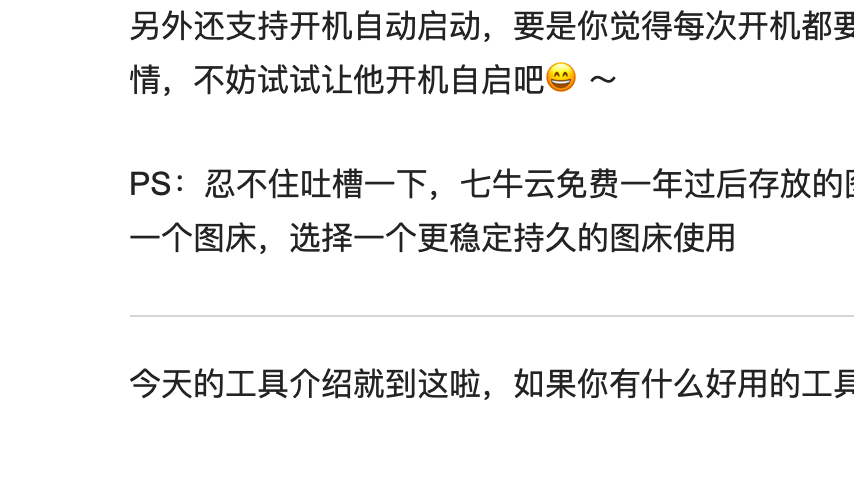 另外还支持开机自动启动，要是你觉得每次开机都要
情，不妨试试让他开机自启吧😄 ～
PS：忍不住吐槽一下，七牛云免费一年过后存放的图
一个图床，选择一个更稳定持久的图床使用
今天的工具介绍就到这啦，如果你有什么好用的工具